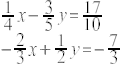 1/4 x − 3/5 y = 17/10
− 2/3 x + 1/2 y = − 7/3